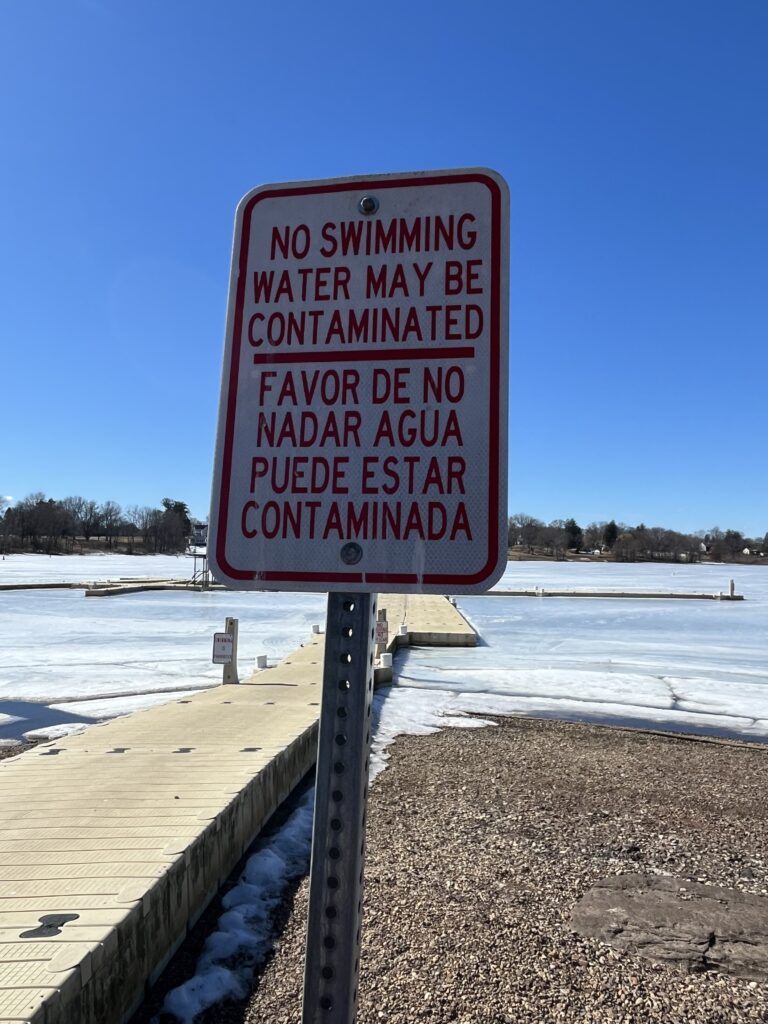 NO SWIMMING
WATER MAY BE
CONTAMINATED
FAVOR DE NO
NADAR AGUA
PUEDE ESTAR
CONTAMINADA